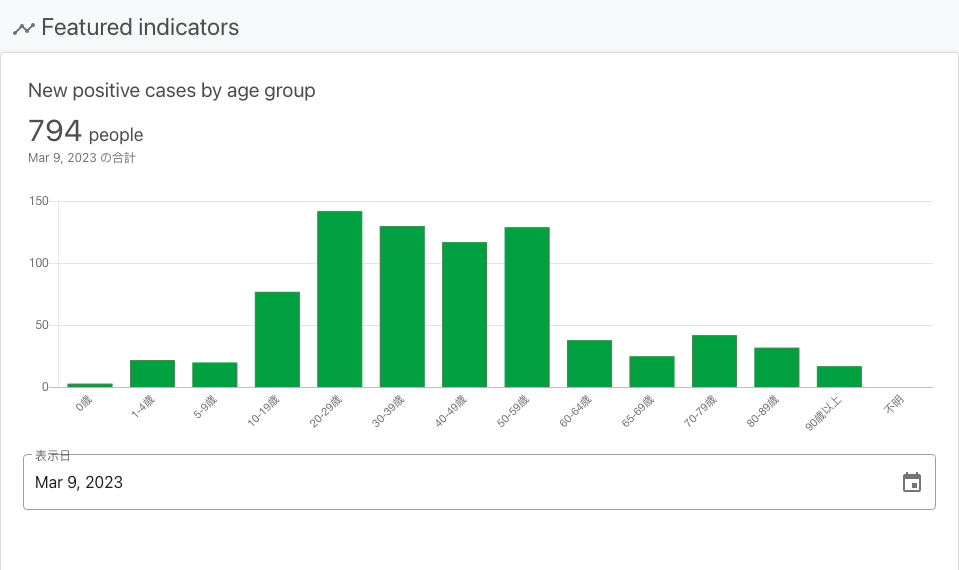 Featured indicators
New positive cases by age group
794 people
Mar 9, 2023 の合計
150
100
50
0
0歳
1-4歳
5-9歳
10-19歳
20-29歳
30-39歳
40-49歳
50-59歳
60-64歳
65-69歳
70-79歳
80-89歳
90歳以上
不明
表示日
Mar 9, 2023